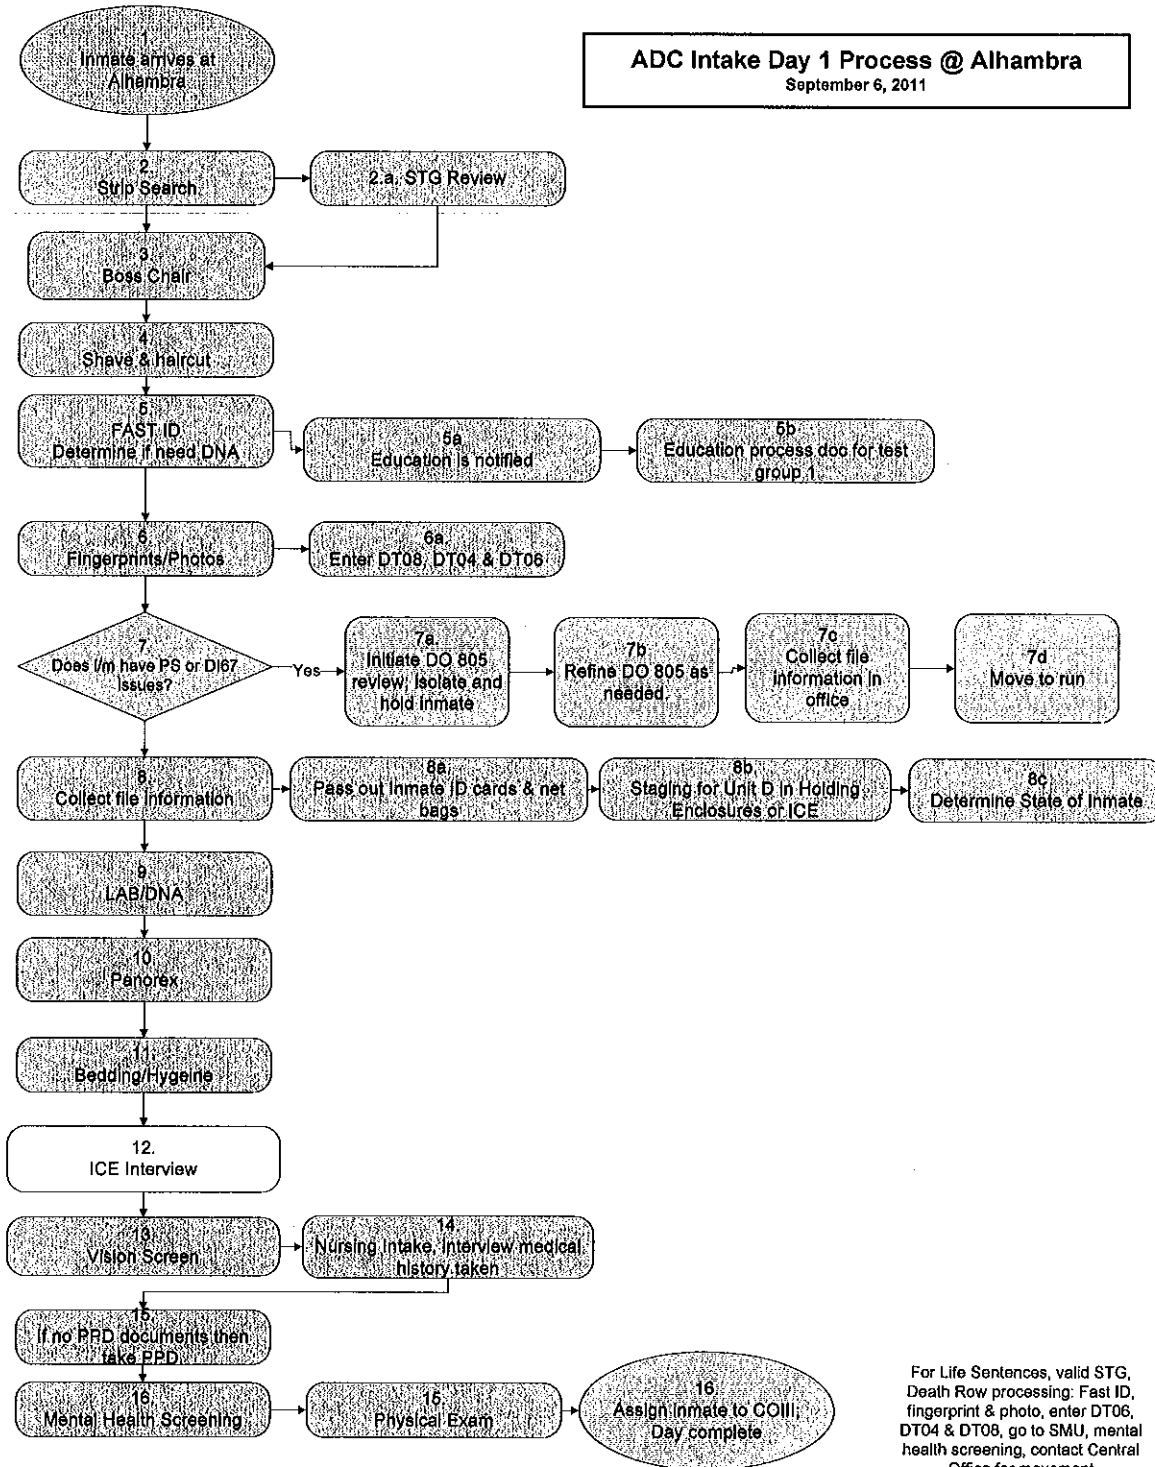 ADC Intake Day 1 Process @ Alhambra
September 6, 2011
1.
Inmate arrives at
Alhambra
2.
Strip Search
2.a. STG Review
3.
Boss Chair
4.
Shave & haircut
5.
FAST ID
Determine if need DNA
5a
Education is notified
5b
Education process doc for test
group 1
6.
Fingerprints/Photos
6a
Enter DT08, DT04 & DT06
7.
Does I/m have PS or DI67
Issues?
Yes
7a.
Initiate DO 805
review, isolate and
hold inmate
7b
Refine DO 805 as
needed.
7c
Collect file
information in
office
7d
Move to run
8.
Collect file information
8a
Pass out Inmate ID cards & net
bags
8b
Staging for Unit D in Holding
Enclosures or ICE
8c
Determine State of Inmate
9.
LAB/DNA
10.
Panorex
11.
Bedding/Hygeine
12.
ICE Interview
13.
Vision Screen
14.
Nursing Intake, interview medical
history taken
15.
If no PPD documents then
take PPD
16.
Mental Health Screening
15.
Physical Exam
16.
Assign Inmate to COIII,
Day complete
For Life Sentences, valid STG,
Death Row processing: Fast ID,
fingerprint & photo, enter DT06,
DT04 & DT08, go to SMU, mental
health screening, contact Central
Office for movement